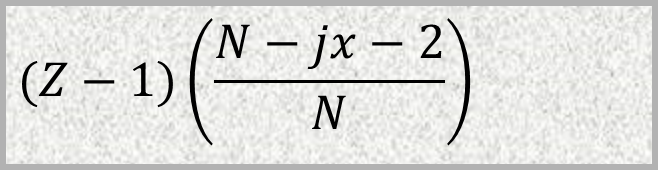 (Z − 1) ((N − jx − 2)/N)